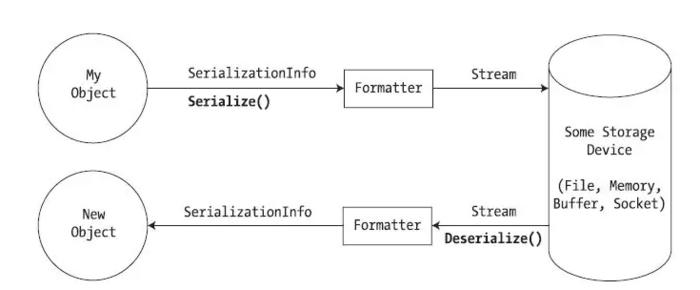 My
Object
SerializationInfo
Serialize()
Formatter
Stream
Some Storage
Device
(File, Memory,
Buffer, Socket)
New
Object
SerializationInfo
Formatter
Stream
Deserialize()